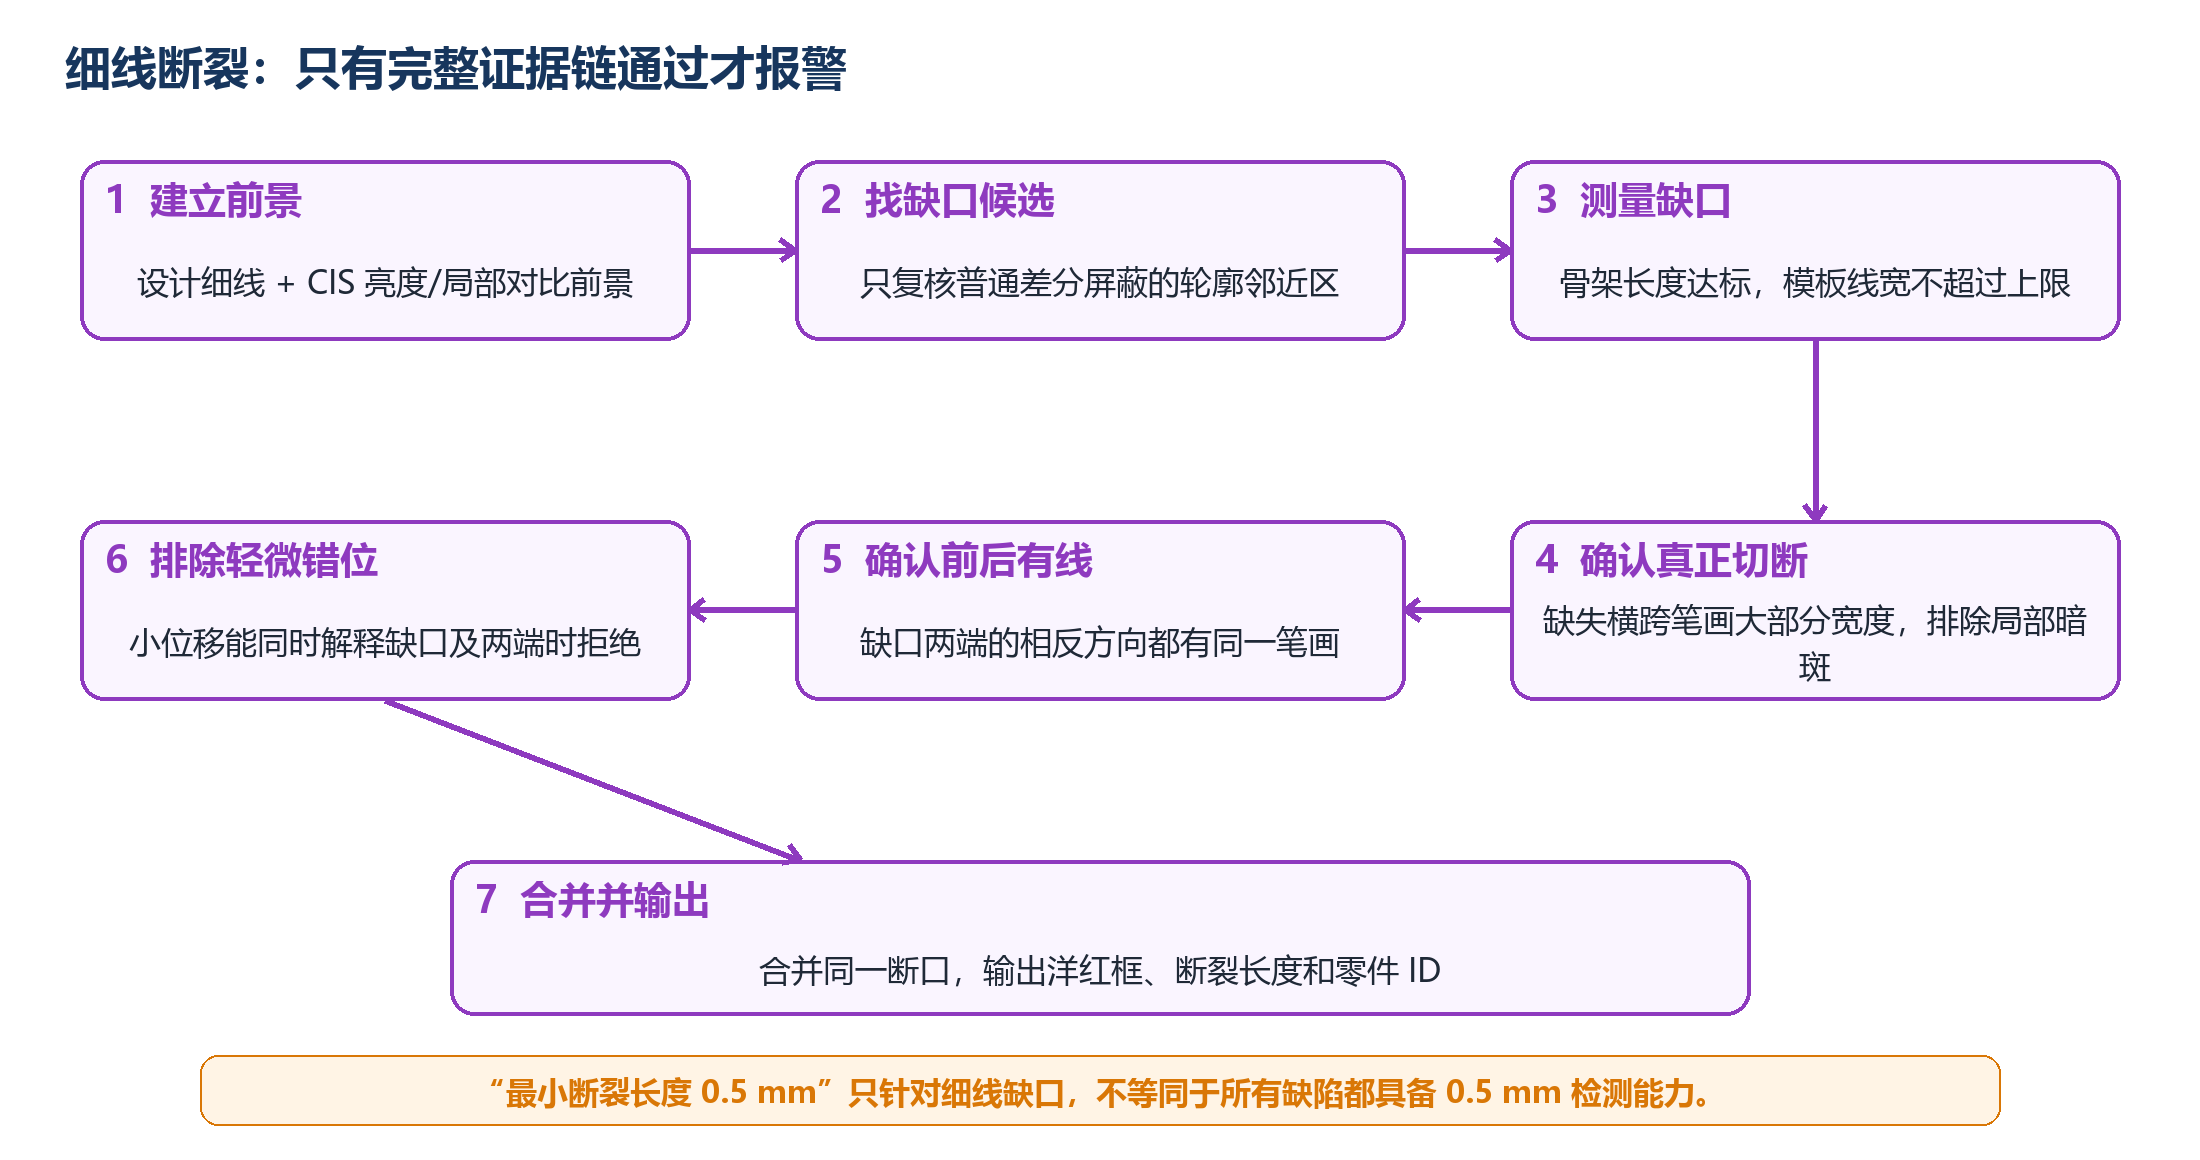 细线断裂：只有完整证据链通过才报警
1 建立前景
设计细线 + CIS 亮度/局部对比前景
2 找缺口候选
只复核普通差分屏蔽的轮廓邻近区
3 测量缺口
骨架长度达标，模板线宽不超过上限
6 排除轻微错位
小位移能同时解释缺口及两端时拒绝
5 确认前后有线
缺口两端的相反方向都有同一笔画
4 确认真正切断
缺失横跨笔画大部分宽度，排除局部暗
斑
7 合并并输出
合并同一断口，输出洋红框、断裂长度和零件 ID
“最小断裂长度 0.5 mm”只针对细线缺口，不等同于所有缺陷都具备 0.5 mm 检测能力。